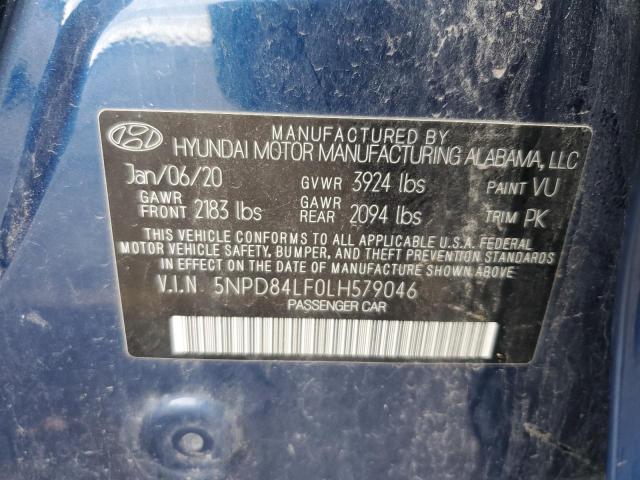 MANUFACTURED BY
HYUNDAI MOTOR MANUFACTURING ALABAMA, LLC
Jan/06/20 GVWR 3924 lbs PAINT VU
GAWR FRONT 2183 lbs GAWR REAR 2094 lbs TRIM PK
THIS VEHICLE CONFORMS TO ALL APPLICABLE U.S.A. FEDERAL
MOTOR VEHICLE SAFETY, BUMPER, AND THEFT PREVENTION
STANDARDS IN EFFECT ON THE DATE OF MANUFACTURE SHOWN ABOVE.
V.I.N. 5NPD84LF0LH579046
PASSENGER CAR